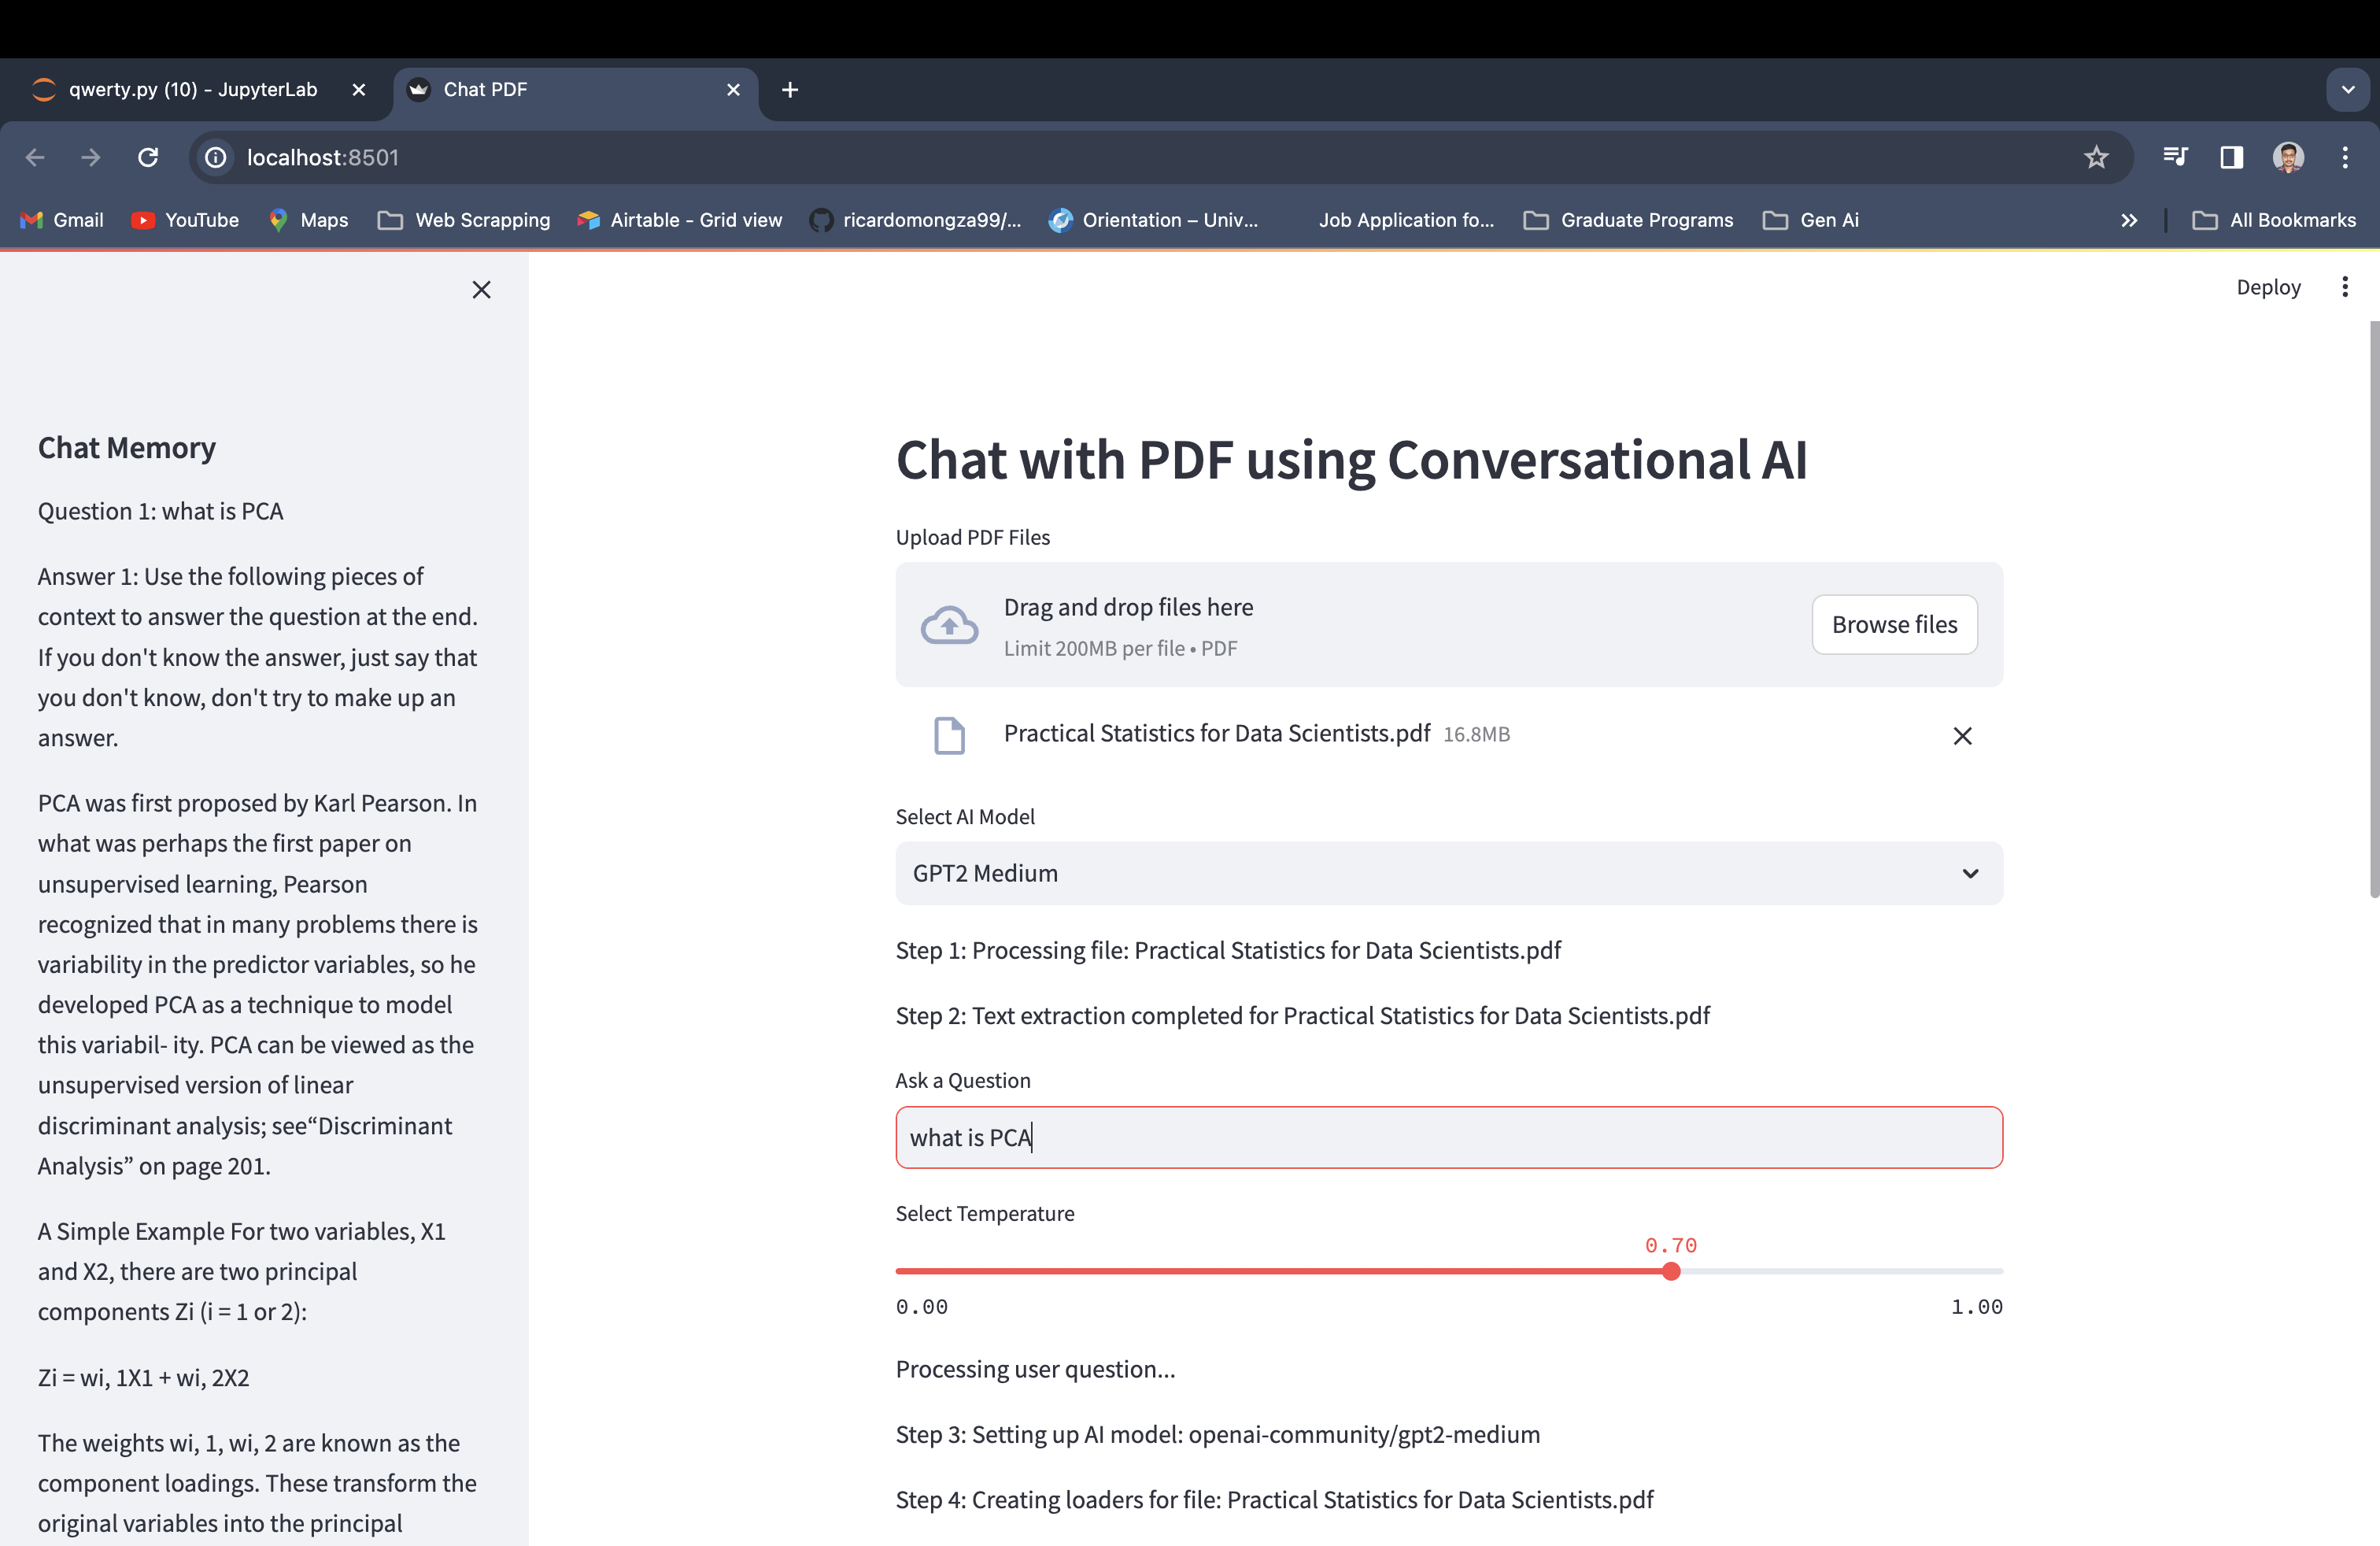 qwerty.py (10) - JupyterLab
Chat PDF
localhost:8501
Gmail
YouTube
Maps
Web Scrapping
Airtable - Grid view
ricardomongza99/...
Orientation – Univ...
Job Application fo...
Graduate Programs
Gen Ai
All Bookmarks
Deploy
Chat Memory
Question 1: what is PCA
Answer 1: Use the following pieces of
context to answer the question at the end.
If you don't know the answer, just say that
you don't know, don't try to make up an
answer.
PCA was first proposed by Karl Pearson. In
what was perhaps the first paper on
unsupervised learning, Pearson
recognized that in many problems there is
variability in the predictor variables, so he
developed PCA as a technique to model
this variabil- ity. PCA can be viewed as the
unsupervised version of linear
discriminant analysis; see“Discriminant
Analysis” on page 201.
A Simple Example For two variables, X1
and X2, there are two principal
components Zi (i = 1 or 2):
Zi = wi, 1X1 + wi, 2X2
The weights wi, 1, wi, 2 are known as the
component loadings. These transform the
original variables into the principal
Chat with PDF using Conversational AI
Upload PDF Files
Drag and drop files here
Limit 200MB per file • PDF
Browse files
Practical Statistics for Data Scientists.pdf 16.8MB
Select AI Model
GPT2 Medium
Step 1: Processing file: Practical Statistics for Data Scientists.pdf
Step 2: Text extraction completed for Practical Statistics for Data Scientists.pdf
Ask a Question
what is PCA
Select Temperature
0.70
0.00
1.00
Processing user question...
Step 3: Setting up AI model: openai-community/gpt2-medium
Step 4: Creating loaders for file: Practical Statistics for Data Scientists.pdf